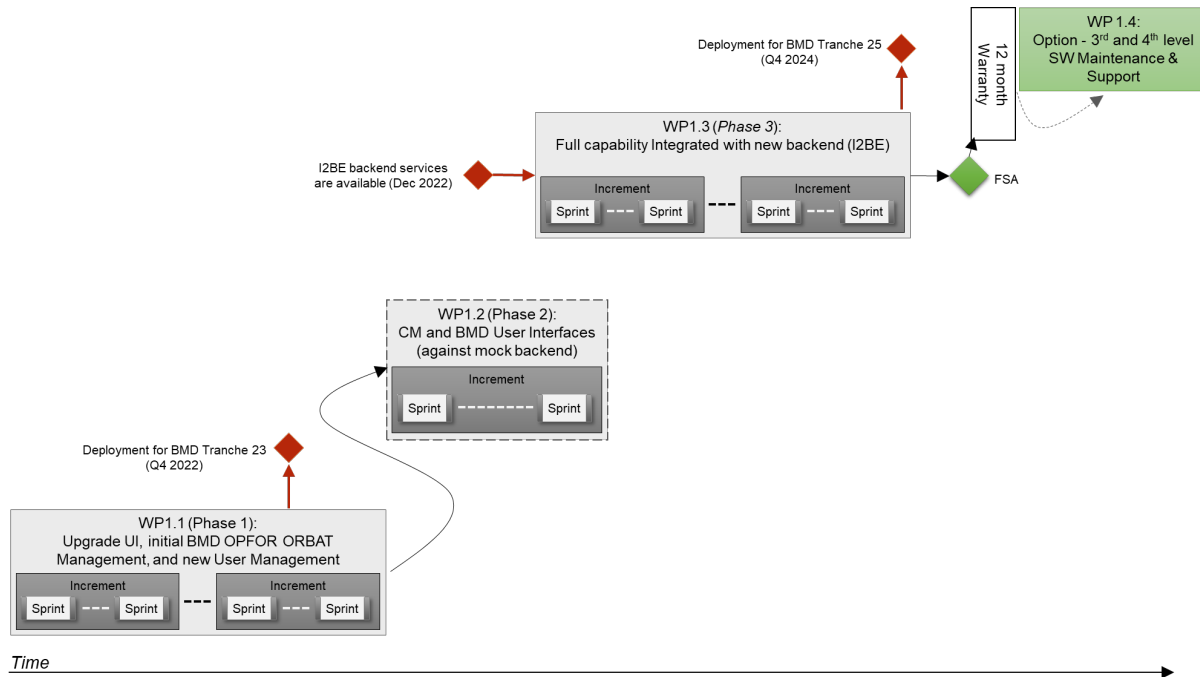 WP 1.4:
Option - 3rd and 4th level
SW Maintenance &
Support
12 month
Warranty
Deployment for BMD Tranche 25
(Q4 2024)
WP1.3 (Phase 3):
Full capability Integrated with new backend (I2BE)
I2BE backend services
are available (Dec 2022)
Increment
Sprint
Sprint
Increment
Sprint
Sprint
FSA
WP1.2 (Phase 2):
CM and BMD User Interfaces
(against mock backend)
Increment
Sprint
Sprint
Deployment for BMD Tranche 23
(Q4 2022)
WP1.1 (Phase 1):
Upgrade UI, initial BMD OPFOR ORBAT
Management, and new User Management
Increment
Sprint
Sprint
Increment
Sprint
Sprint
Time